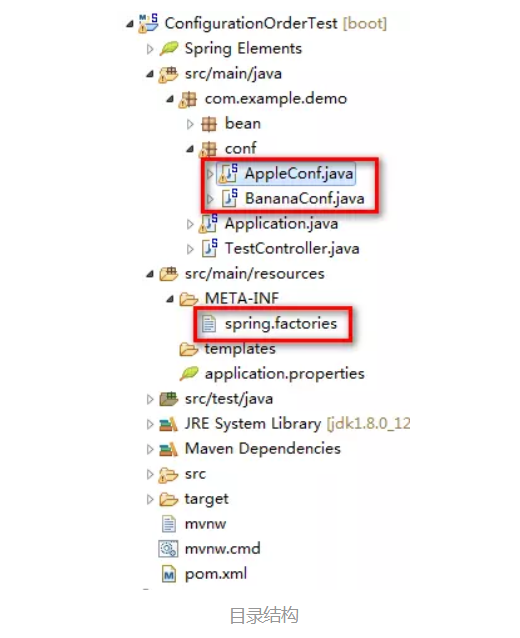 ConfigurationOrderTest [boot]
Spring Elements
src/main/java
com.example.demo
bean
conf
AppleConf.java
BananaConf.java
Application.java
TestController.java
src/main/resources
META-INF
spring.factories
templates
application.properties
src/test/java
JRE System Library [jdk1.8.0_12
Maven Dependencies
src
target
mvnw
mvnw.cmd
pom.xml
目录结构